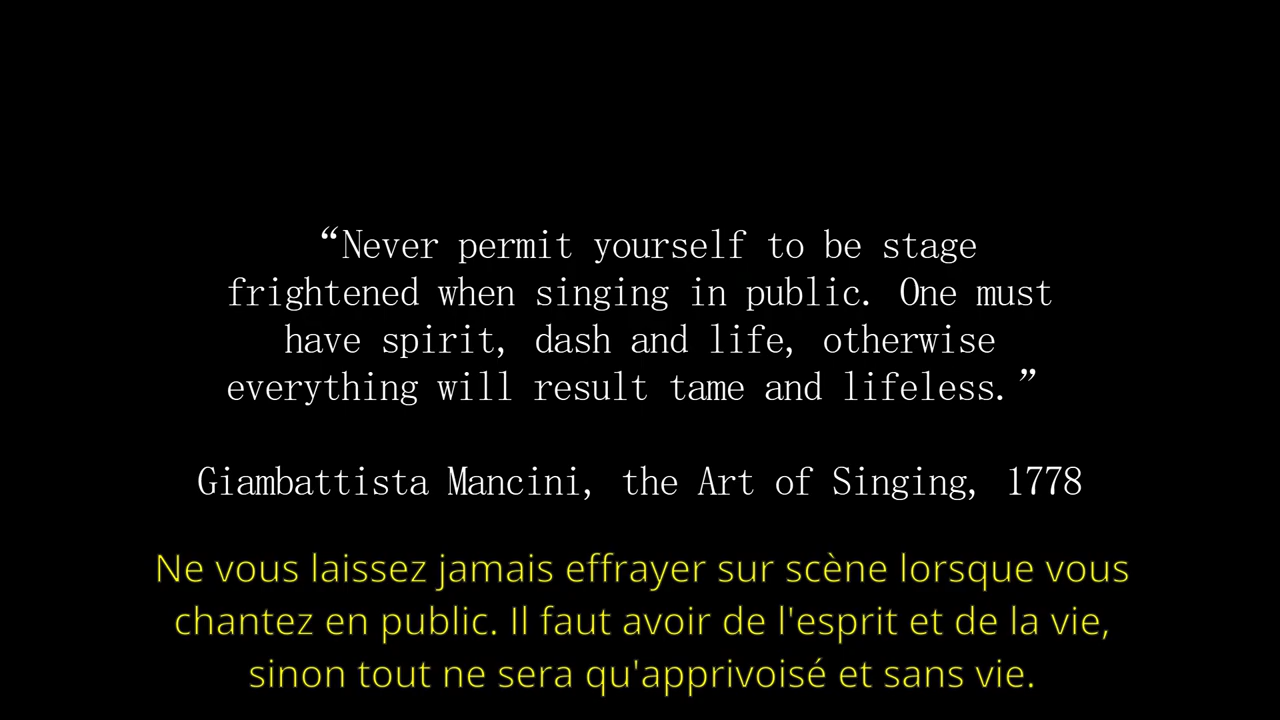 “Never permit yourself to be stage
frightened when singing in public. One must
have spirit, dash and life, otherwise
everything will result tame and lifeless.”
Giambattista Mancini, the Art of Singing, 1778
Ne vous laissez jamais effrayer sur scène lorsque vous
chantez en public. Il faut avoir de l'esprit et de la vie,
sinon tout ne sera qu'apprivoisé et sans vie.